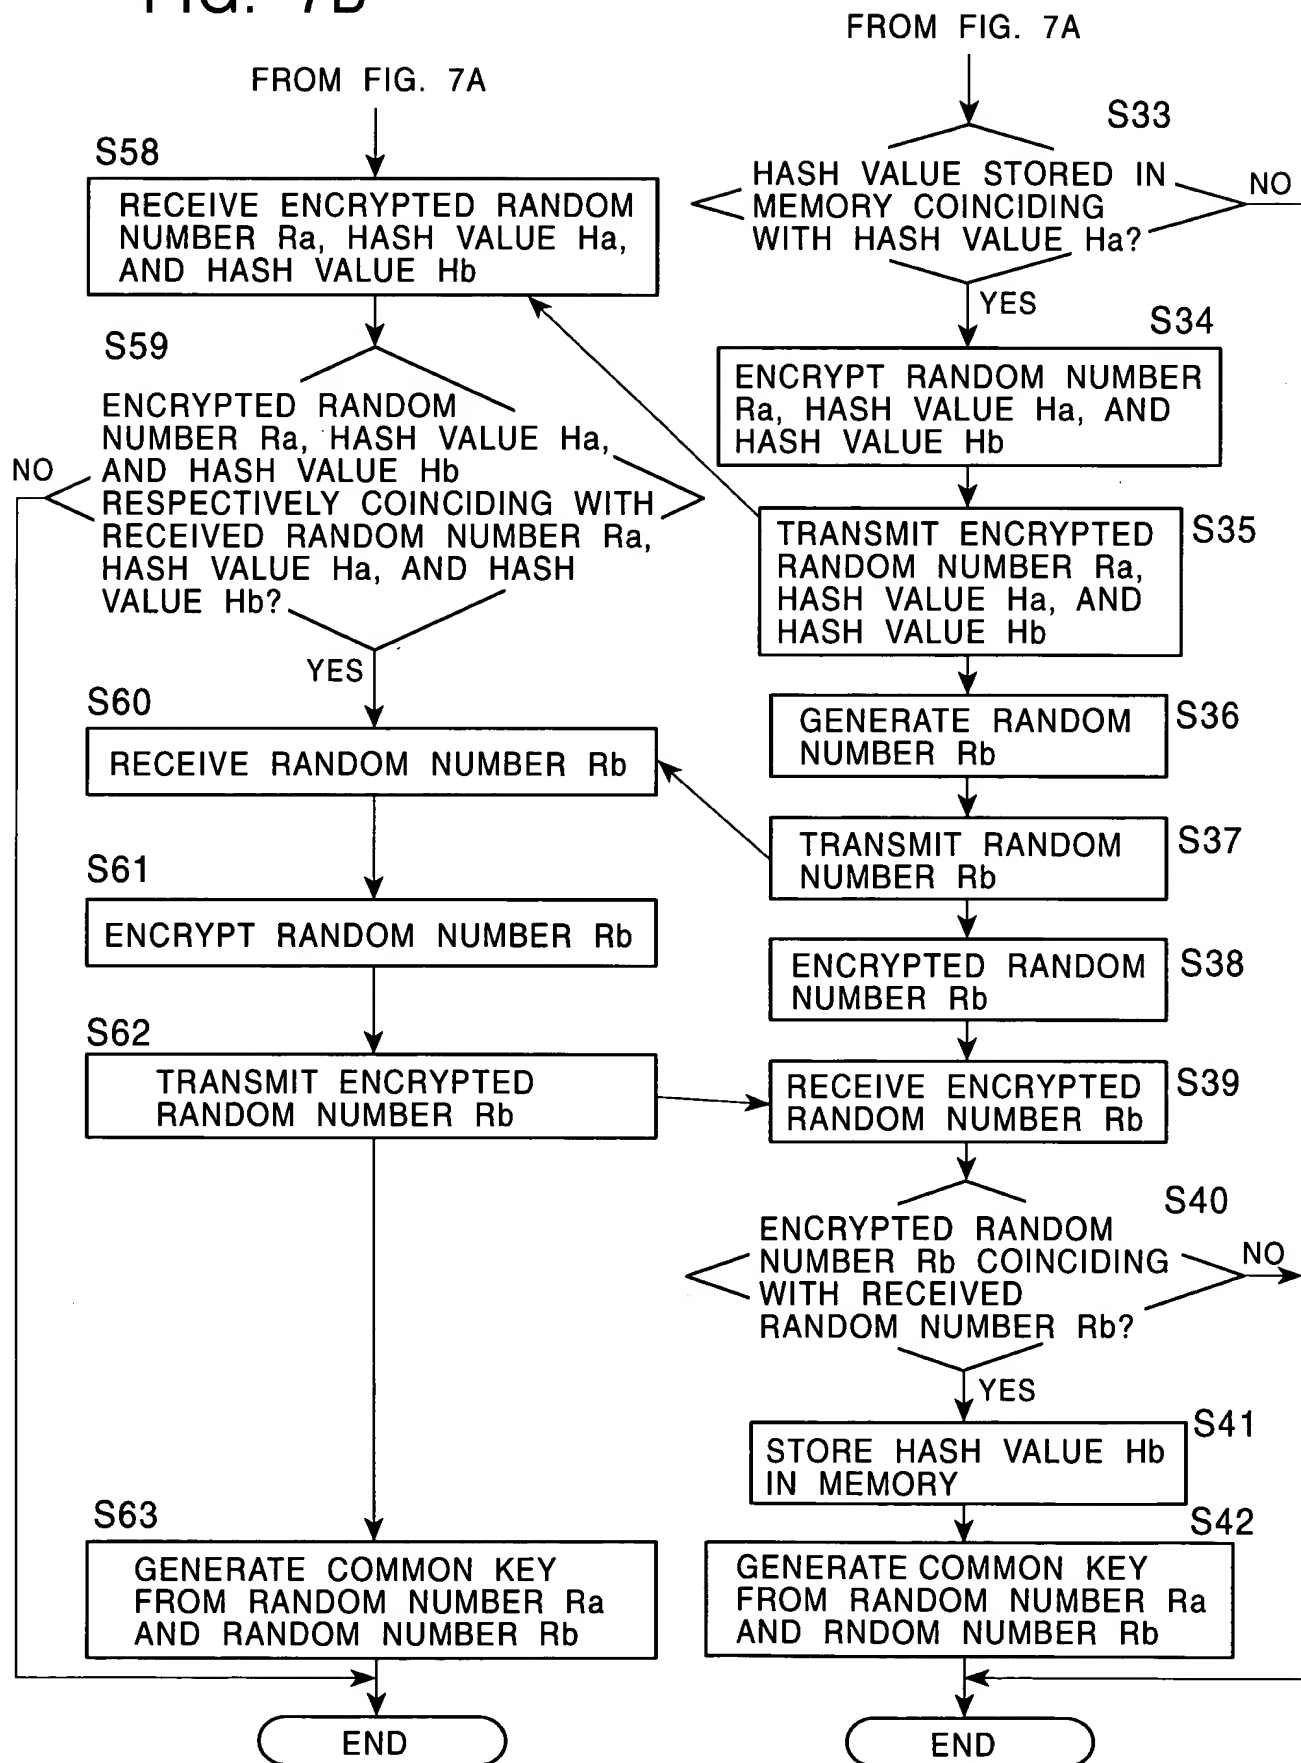 FIG. 7B
FROM FIG. 7A
S58
RECEIVE ENCRYPTED RANDOM
NUMBER Ra, HASH VALUE Ha,
AND HASH VALUE Hb
S59
ENCRYPTED RANDOM
NUMBER Ra, HASH VALUE Ha,
AND HASH VALUE Hb
RESPECTIVELY COINCIDING WITH
RECEIVED RANDOM NUMBER Ra,
HASH VALUE Ha, AND HASH
VALUE Hb?
NO
YES
S60
RECEIVE RANDOM NUMBER Rb
S61
ENCRYPT RANDOM NUMBER Rb
S62
TRANSMIT ENCRYPTED
RANDOM NUMBER Rb
S63
GENERATE COMMON KEY
FROM RANDOM NUMBER Ra
AND RANDOM NUMBER Rb
END
FROM FIG. 7A
S33
HASH VALUE STORED IN
MEMORY COINCIDING
WITH HASH VALUE Ha?
NO
YES
S34
ENCRYPT RANDOM NUMBER
Ra, HASH VALUE Ha, AND
HASH VALUE Hb
S35
TRANSMIT ENCRYPTED
RANDOM NUMBER Ra,
HASH VALUE Ha, AND
HASH VALUE Hb
S36
GENERATE RANDOM
NUMBER Rb
S37
TRANSMIT RANDOM
NUMBER Rb
S38
ENCRYPTED RANDOM
NUMBER Rb
S39
RECEIVE ENCRYPTED
RANDOM NUMBER Rb
S40
ENCRYPTED RANDOM
NUMBER Rb COINCIDING
WITH RECEIVED
RANDOM NUMBER Rb?
NO
YES
S41
STORE HASH VALUE Hb
IN MEMORY
S42
GENERATE COMMON KEY
FROM RANDOM NUMBER Ra
AND RNDOM NUMBER Rb
END